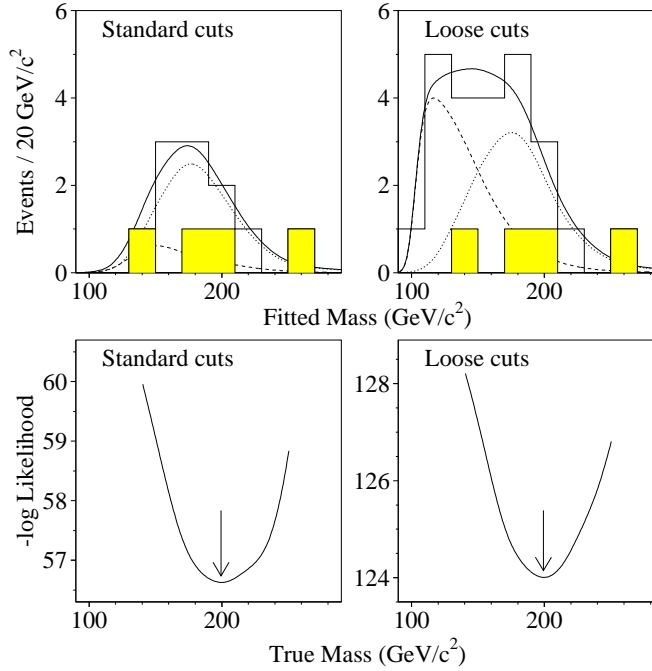 Standard cuts
Loose cuts
Events / 20 GeV/c²
6
4
2
0
6
4
2
0
100
200
100
200
Fitted Mass (GeV/c²)
Standard cuts
Loose cuts
-log Likelihood
60
59
58
57
128
126
124
100
200
100
200
True Mass (GeV/c²)